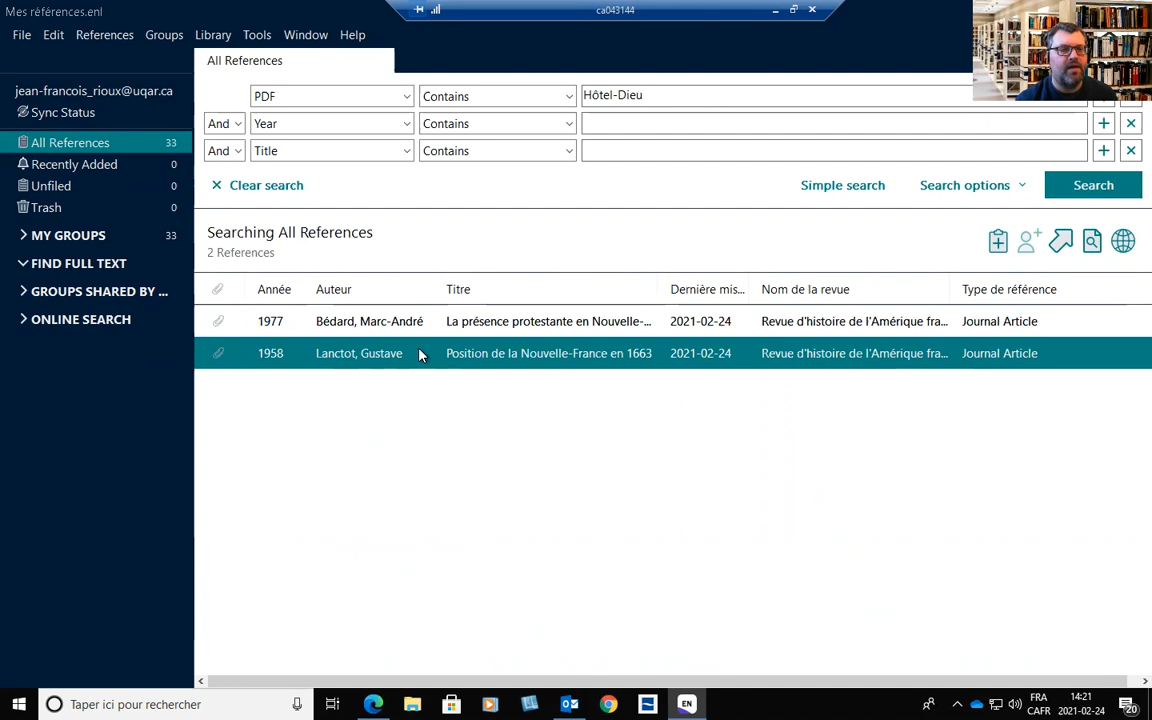 Mes références.enl
ca043144
File Edit References Groups Library Tools Window Help
All References
jean-francois_rioux@uqar.ca
Sync Status
All References 33
Recently Added 0
Unfiled 0
Trash 0
MY GROUPS 33
FIND FULL TEXT
GROUPS SHARED BY ...
ONLINE SEARCH
PDF Contains Hôtel-Dieu
And Year Contains
And Title Contains
Clear search Simple search Search options Search
Searching All References
2 References
Année Auteur Titre Dernière mis... Nom de la revue Type de référence
1977 Bédard, Marc-André La présence protestante en Nouvelle-... 2021-02-24 Revue d'histoire de l'Amérique fra... Journal Article
1958 Lanctot, Gustave Position de la Nouvelle-France en 1663 2021-02-24 Revue d'histoire de l'Amérique fra... Journal Article
Taper ici pour rechercher
EN
FRA
CAFR
14:21
2021-02-24
20